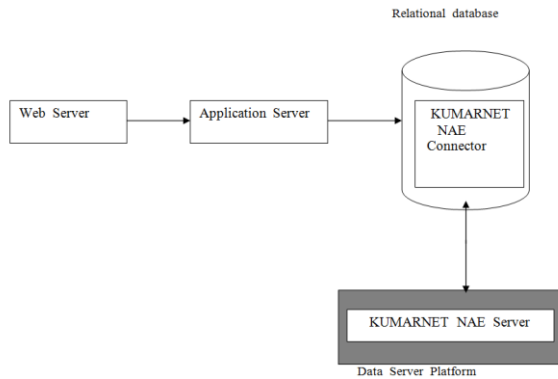 Relational database
Web Server
Application Server
KUMARNET
NAE
Connector
KUMARNET NAE Server
Data Server Platform